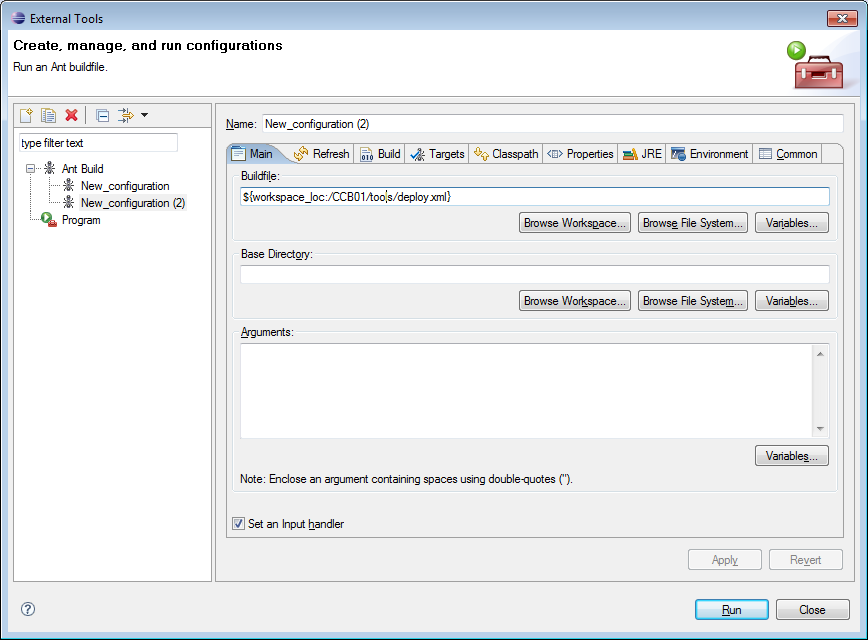 External Tools
Create, manage, and run configurations
Run an Ant buildfile.
type filter text
Ant Build
New_configuration
New_configuration (2)
Program
Name: New_configuration (2)
Main Refresh Build Targets Classpath Properties JRE Environment Common
Buildfile:
${workspace_loc:/CCB01/tools/deploy.xml}
Browse Workspace... Browse File System... Variables...
Base Directory:
Browse Workspace... Browse File System... Variables...
Arguments:
Variables...
Note: Enclose an argument containing spaces using double-quotes (").
Set an Input handler
Apply Revert
Run Close